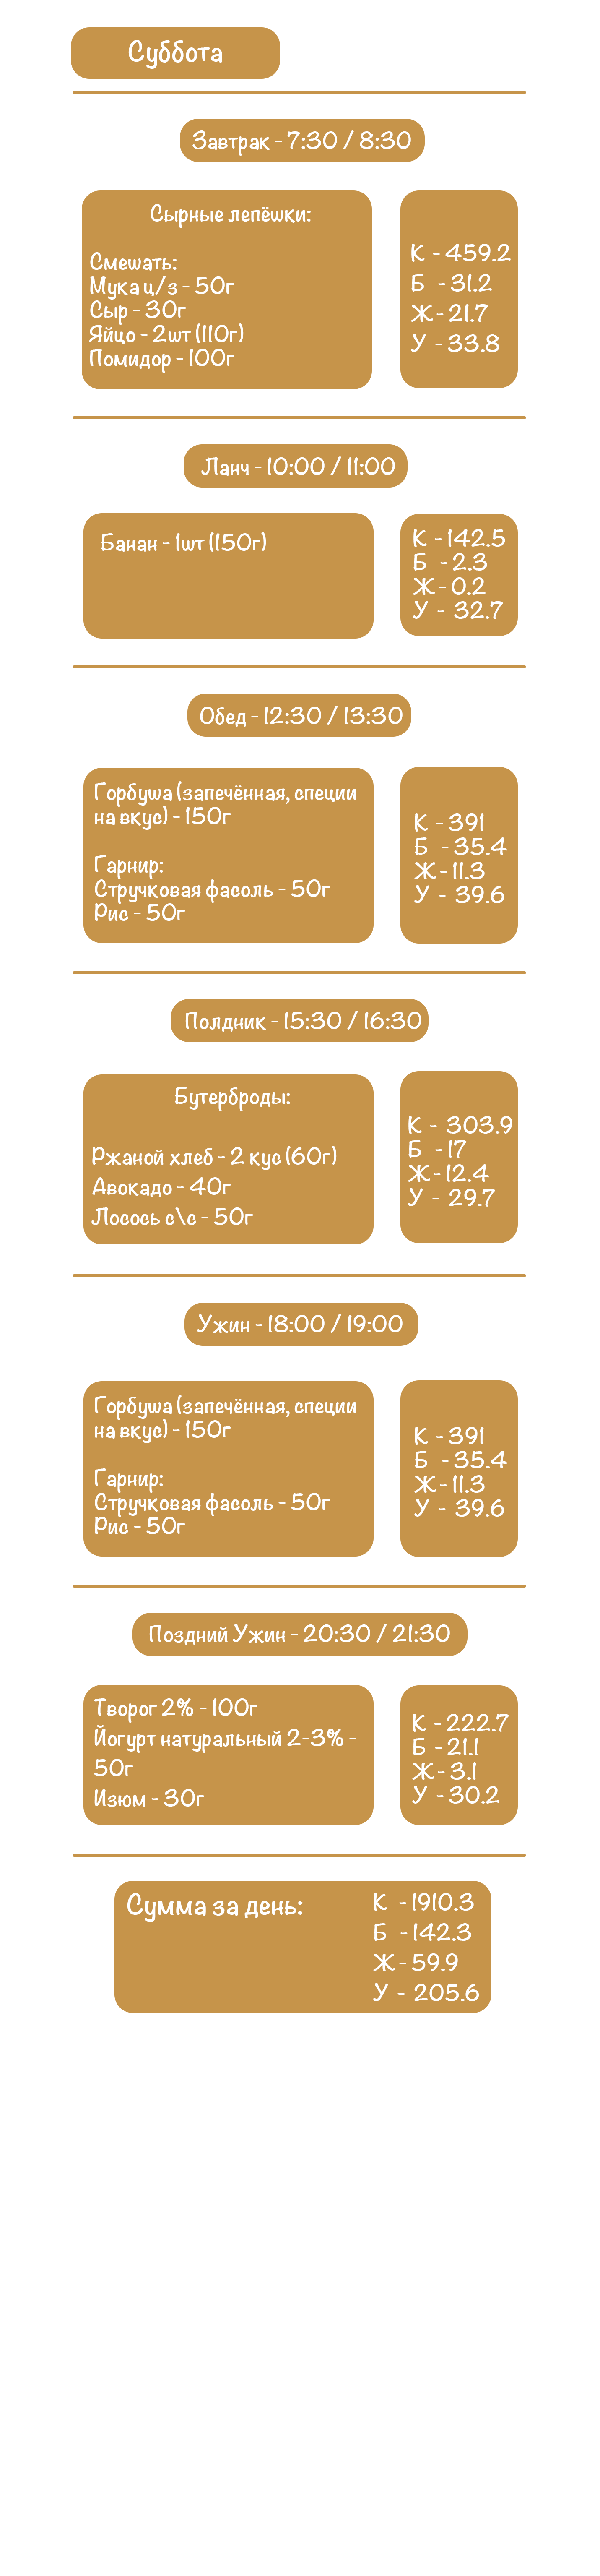 Суббота
Завтрак - 7:30 / 8:30
Сырные лепёшки:
Смешать:
Мука ц/з - 50г
Сыр - 30г
Яйцо - 2шт (110г)
Помидор - 100г
К - 459.2
Б - 31.2
Ж - 21.7
У - 33.8
Ланч - 10:00 / 11:00
Банан - 1шт (150г)
К - 142.5
Б - 2.3
Ж - 0.2
У - 32.7
Обед - 12:30 / 13:30
Горбуша (запечённая, специи
на вкус) - 150г
Гарнир:
Стручковая фасоль - 50г
Рис - 50г
К - 391
Б - 35.4
Ж - 11.3
У - 39.6
Полдник - 15:30 / 16:30
Бутерброды:
Ржаной хлеб - 2 кус (60г)
Авокадо - 40г
Лосось с\с - 50г
К - 303.9
Б - 17
Ж - 12.4
У - 29.7
Ужин - 18:00 / 19:00
Горбуша (запечённая, специи
на вкус) - 150г
Гарнир:
Стручковая фасоль - 50г
Рис - 50г
К - 391
Б - 35.4
Ж - 11.3
У - 39.6
Поздний Ужин - 20:30 / 21:30
Творог 2% - 100г
Йогурт натуральный 2-3% -
50г
Изюм - 30г
К - 222.7
Б - 21.1
Ж - 3.1
У - 30.2
Сумма за день:
К - 1910.3
Б - 142.3
Ж - 59.9
У - 205.6